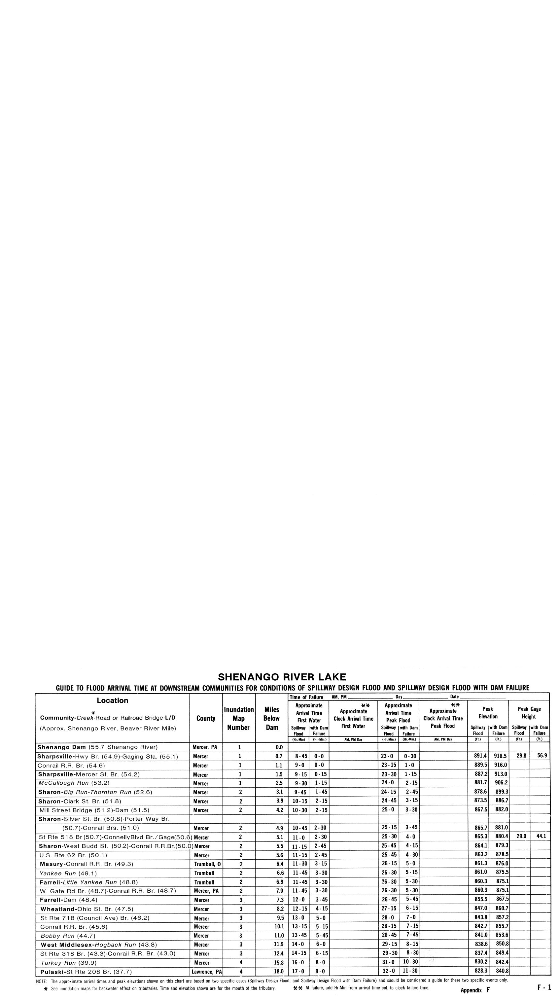 SHENANGO RIVER LAKE
GUIDE TO FLOOD ARRIVAL TIME AT DOWNSTREAM COMMUNITIES FOR CONDITIONS OF SPILLWAY DESIGN FLOOD AND SPILLWAY DESIGN FLOOD WITH DAM FAILURE
Time of Failure AM, PM Day Date
Location
* Community-Creek-Road or Railroad Bridge-L/D
(Approx. Shenango River, Beaver River Mile)
County
Inundation Map Number
Miles Below Dam
Approximate Arrival Time First Water
Spillway Flood (Hr.-Min) with Dam Failure (Hr.-Min.)
** Approximate Clock Arrival Time First Water
AM, PM Day
Approximate Arrival Time Peak Flood
Spillway Flood (Hr.-Min.) with Dam Failure (Hr.-Min.)
** Approximate Clock Arrival Time Peak Flood
AM, PM Day
Peak Elevation
Spillway Flood (Ft.) with Dam Failure (Ft.)
Peak Gage Height
Spillway Flood (Ft.) with Dam Failure (Ft.)
Shenango Dam (55.7 Shenango River) Mercer, PA 1 0.0
Sharpsville-Hwy Br. (54.9)-Gaging Sta. (55.1) Mercer 1 0.7 8-45 0-0 23-0 0-30 891.4 918.5 29.8 56.9
Conrail R.R. Br. (54.6) Mercer 1 1.1 9-0 0-0 23-15 1-0 889.5 916.0
Sharpsville-Mercer St. Br. (54.2) Mercer 1 1.5 9-15 0-15 23-30 1-15 887.2 913.0
McCullough Run (53.2) Mercer 1 2.5 9-30 1-15 24-0 2-15 881.7 906.2
Sharon-Big Run-Thornton Run (52.6) Mercer 2 3.1 9-45 1-45 24-15 2-45 878.6 899.3
Sharon-Clark St. Br. (51.8) Mercer 2 3.9 10-15 2-15 24-45 3-15 873.5 886.7
Mill Street Bridge (51.2)-Dam (51.5) Mercer 2 4.2 10-30 2-15 25-0 3-30 867.5 882.0
Sharon-Silver St. Br. (50.8)-Porter Way Br.
(50.7)-Conrail Brs. (51.0) Mercer 2 4.9 10-45 2-30 25-15 3-45 865.7 881.0
St Rte 518 Br (50.7)-Connelly Blvd Br./Gage(50.6) Mercer 2 5.1 11-0 2-30 25-30 4-0 865.3 880.4 29.0 44.1
Sharon-West Budd St. (50.2)-Conrail R.R.Br.(50.0) Mercer 2 5.5 11-15 2-45 25-45 4-15 864.1 879.3
U.S. Rte 62 Br. (50.1) Mercer 2 5.6 11-15 2-45 25-45 4-30 863.2 878.5
Masury-Conrail R.R. Br. (49.3) Trumbull, O 2 6.4 11-30 3-15 26-15 5-0 861.3 876.0
Yankee Run (49.1) Trumbull 2 6.6 11-45 3-30 26-30 5-15 861.0 875.5
Farrell-Little Yankee Run (48.8) Trumbull 2 6.9 11-45 3-30 26-30 5-30 860.3 875.1
W. Gate Rd Br. (48.7)-Conrail R.R. Br. (48.7) Mercer, PA 2 7.0 11-45 3-30 26-30 5-30 860.3 875.1
Farrell-Dam (48.4) Mercer 3 7.3 12-0 3-45 26-45 5-45 855.5 867.5
Wheatland-Ohio St. Br. (47.5) Mercer 3 8.2 12-15 4-15 27-15 6-15 847.0 860.7
St Rte 718 (Council Ave) Br. (46.2) Mercer 3 9.5 13-0 5-0 28-0 7-0 843.8 857.2
Conrail R.R. Br. (45.6) Mercer 3 10.1 13-15 5-15 28-15 7-15 842.7 855.7
Bobby Run (44.7) Mercer 3 11.0 13-45 5-45 28-45 7-45 841.0 853.6
West Middlesex-Hogback Run (43.8) Mercer 3 11.9 14-0 6-0 29-15 8-15 838.6 850.8
St Rte 318 Br. (43.3)-Conrail R.R. Br. (43.0) Mercer 3 12.4 14-15 6-15 29-30 8-30 837.4 849.4
Turkey Run (39.9) Mercer 4 15.8 16-0 8-0 31-0 10-30 830.2 842.4
Pulaski-St Rte 208 Br. (37.7) Lawrence, PA 4 18.0 17-0 9-0 32-0 11-30 828.3 840.8
NOTE: The approximate arrival times and peak elevations shown on this chart are based on two specific cases (Spillway Design Flood; and Spillway Design Flood with Dam Failure) and should be considered a guide for these two specific events only.
* See inundation maps for backwater effect on tributaries. Time and elevation shown are for the mouth of the tributary. ** At failure, add Hr-Min from arrival time col. to clock failure time.
Appendix F F - 1